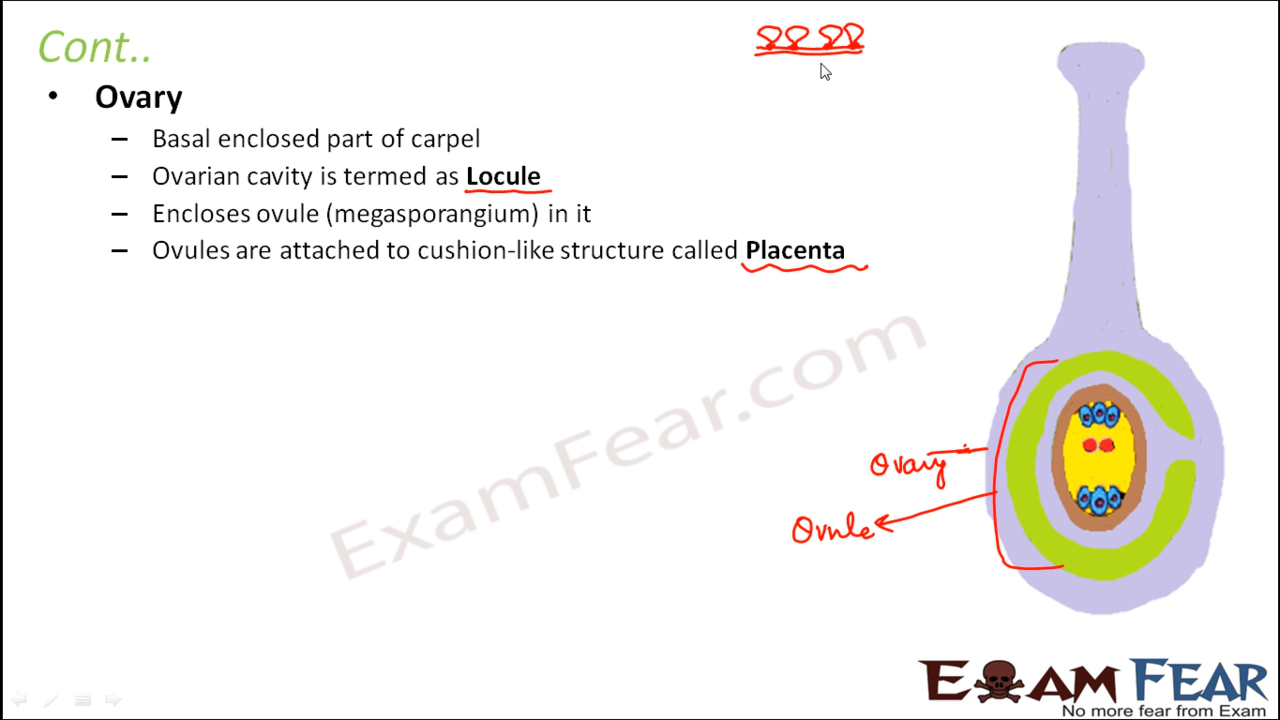 Cont..
• Ovary
– Basal enclosed part of carpel
– Ovarian cavity is termed as Locule
– Encloses ovule (megasporangium) in it
– Ovules are attached to cushion-like structure called Placenta
ExamFear.com
Ovary
Ovule
EXAM FEAR
No more fear from Exam